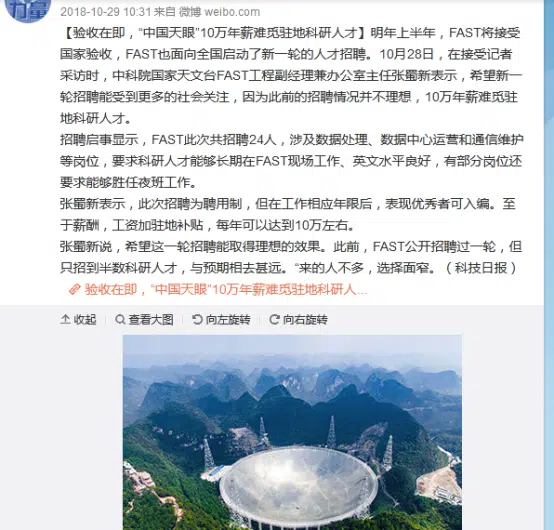 力量
2018-10-29 10:31 来自 微博 weibo.com
【验收在即，“中国天眼”10万年薪难觅驻地科研人才】明年上半年，FAST将接受
国家验收，FAST也面向全国启动了新一轮的人才招聘。10月28日，在接受记者
采访时，中科院国家天文台FAST工程副经理兼办公室主任张蜀新表示，希望新一
轮招聘能受到更多的社会关注，因为此前的招聘情况并不理想，10万年薪难觅驻
地科研人才。
招聘启事显示，FAST此次共招聘24人，涉及数据处理、数据中心运营和通信维护
等岗位，要求科研人才能够长期在FAST现场工作、英文水平良好，有部分岗位还
要求能够胜任夜班工作。
张蜀新表示，此次招聘为聘用制，但在工作相应年限后，表现优秀者可入编。至
于薪酬，工资加驻地补贴，每年可以达到10万左右。
张蜀新说，希望这一轮招聘能取得理想的效果。此前，FAST公开招聘过一轮，但
只招到半数科研人才，与预期相去甚远。“来的人不多，选择面窄。（科技日报）
验收在即，“中国天眼”10万年薪难觅驻地科研人...
收起 查看大图 向左旋转 向右旋转